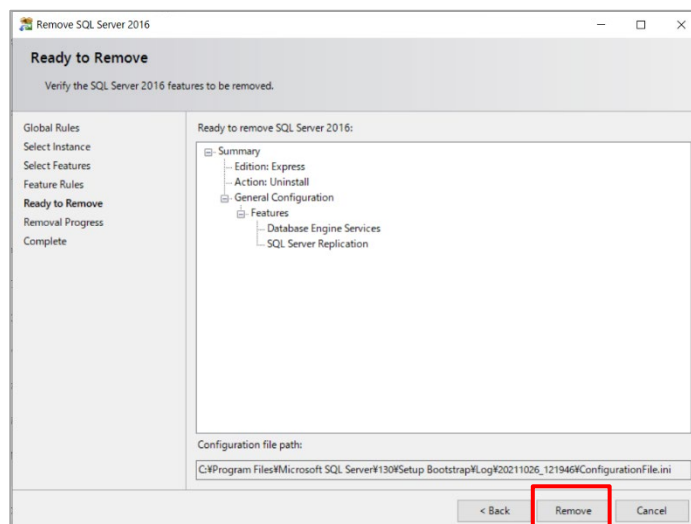 Remove SQL Server 2016
Ready to Remove
Verify the SQL Server 2016 features to be removed.
Global Rules
Select Instance
Select Features
Feature Rules
Ready to Remove
Removal Progress
Complete
Ready to remove SQL Server 2016:
Summary
Edition: Express
Action: Uninstall
General Configuration
Features
Database Engine Services
SQL Server Replication
Configuration file path:
C:¥Program Files¥Microsoft SQL Server¥130¥Setup Bootstrap¥Log¥20211026_121946¥ConfigurationFile.ini
< Back Remove Cancel